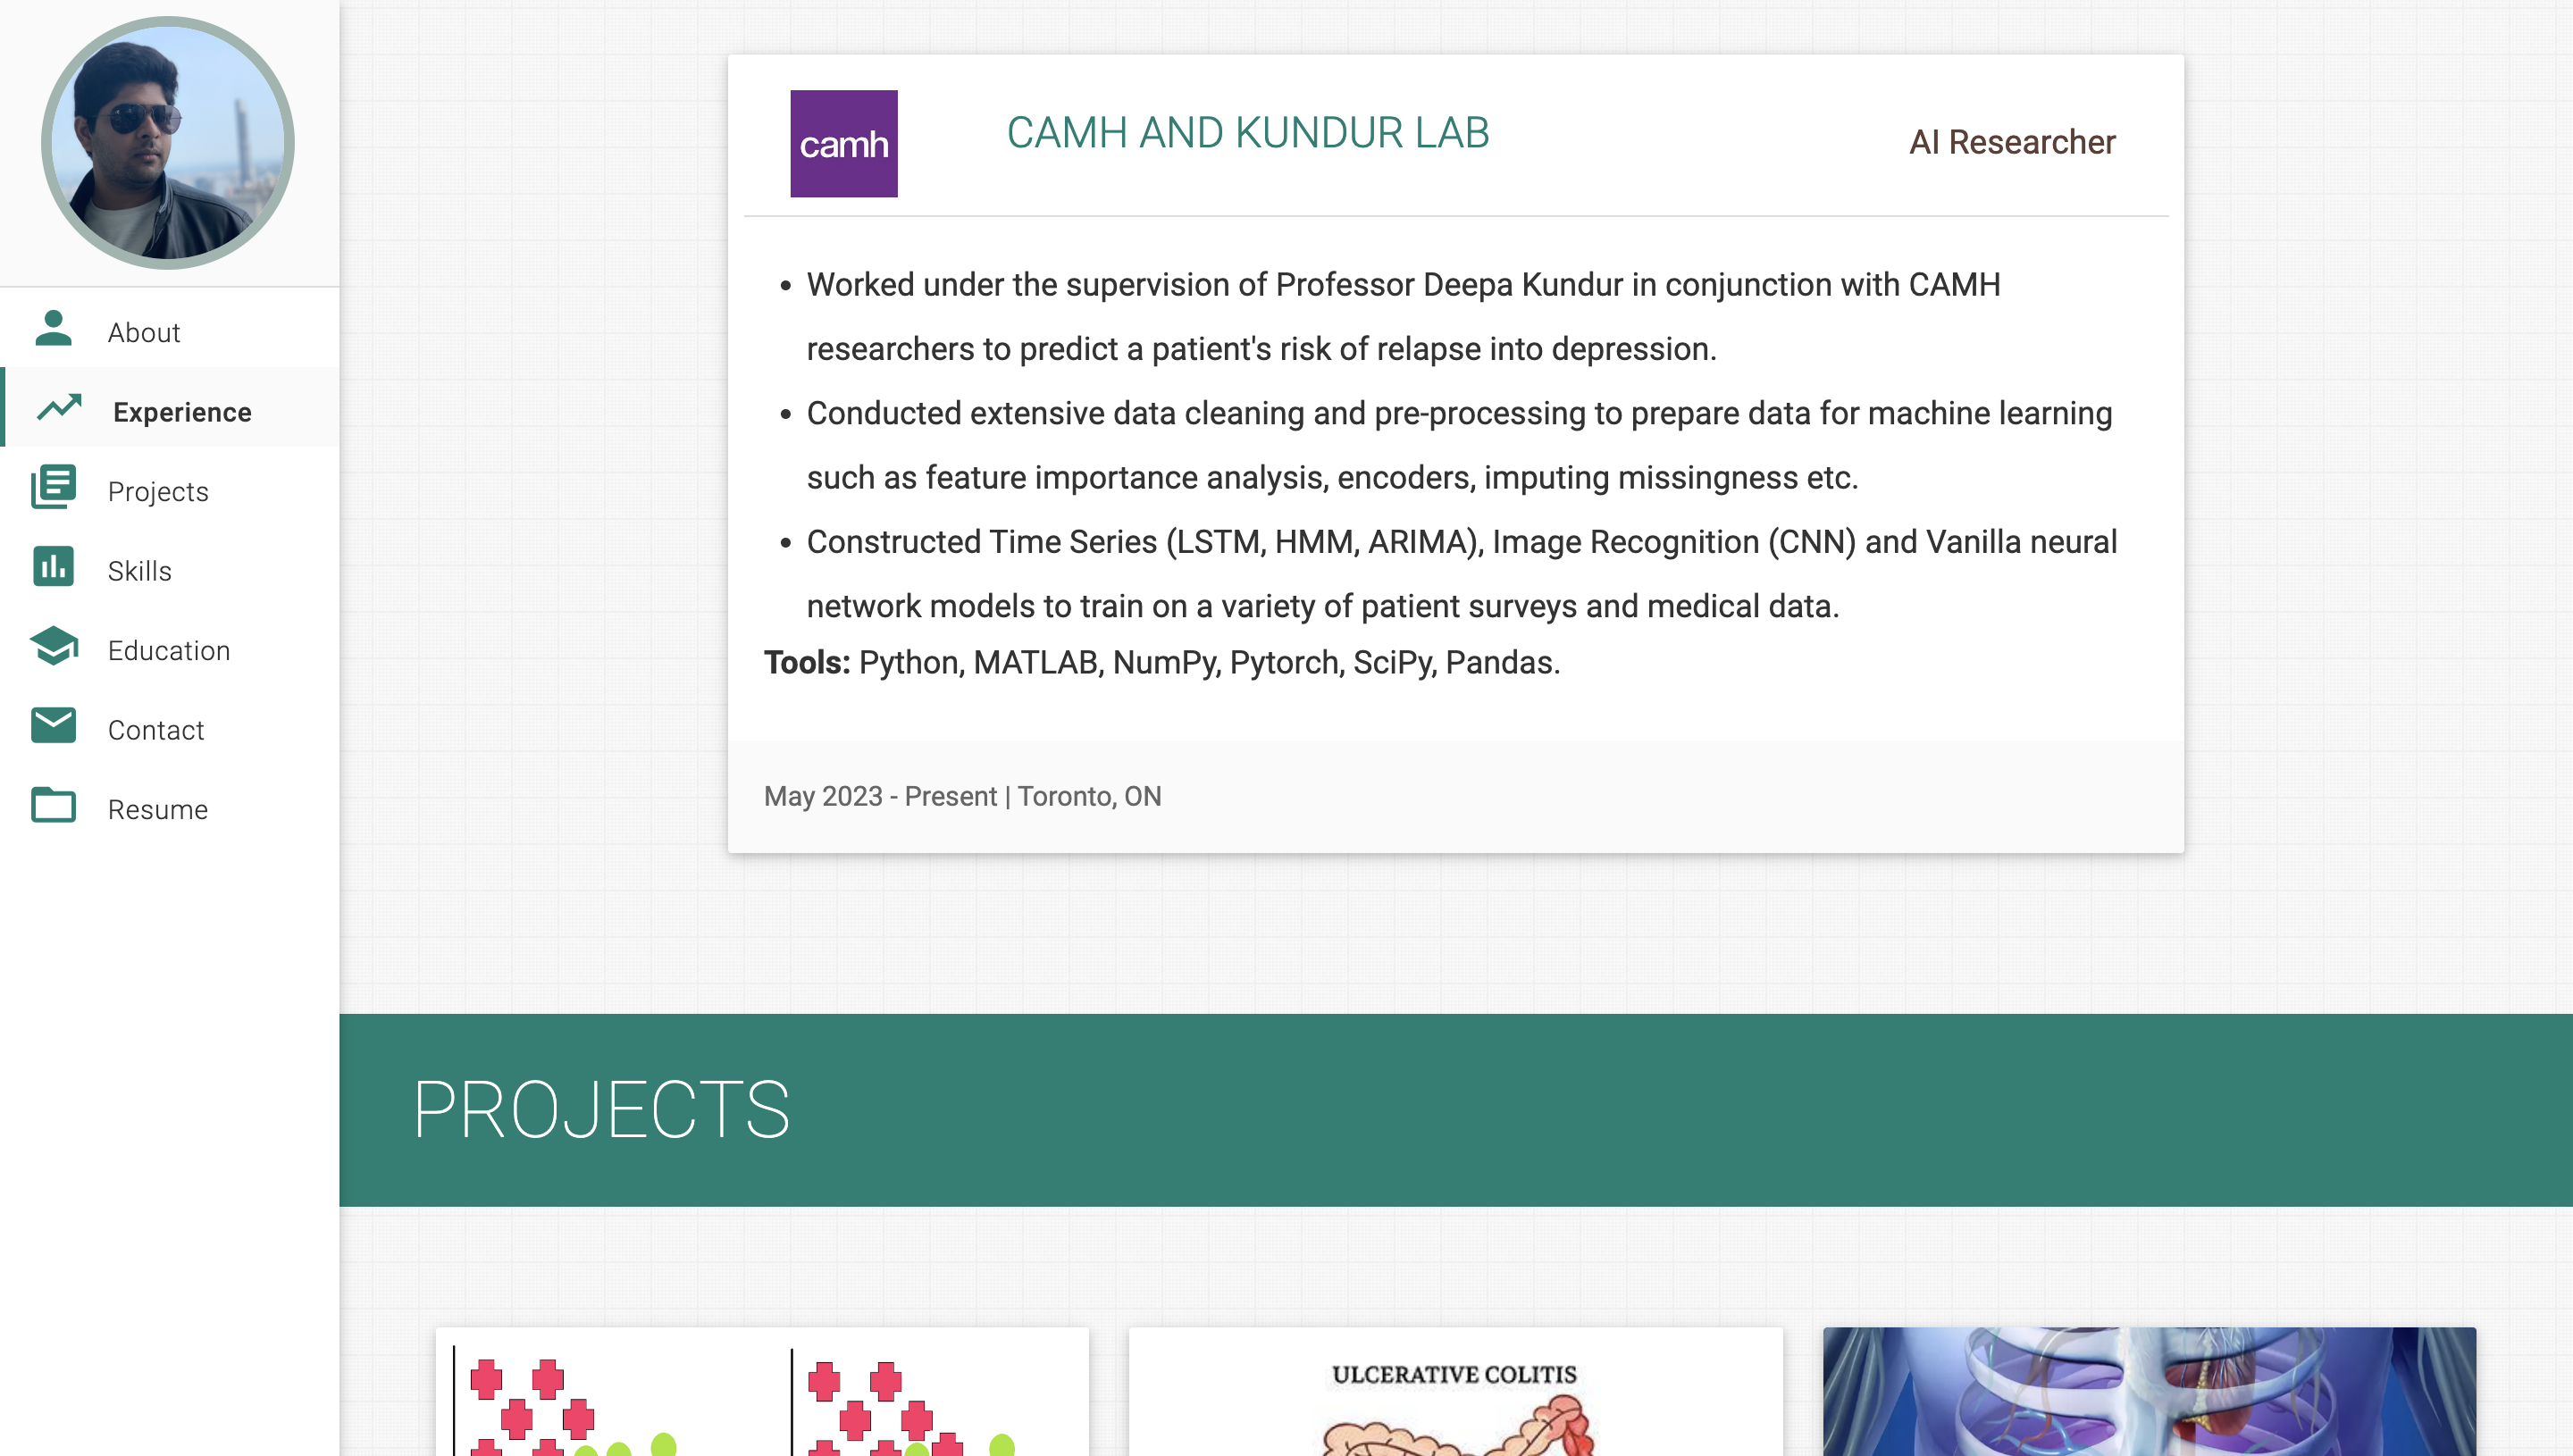 About
Experience
Projects
Skills
Education
Contact
Resume
camh
CAMH AND KUNDUR LAB
AI Researcher
• Worked under the supervision of Professor Deepa Kundur in conjunction with CAMH
researchers to predict a patient's risk of relapse into depression.
• Conducted extensive data cleaning and pre-processing to prepare data for machine learning
such as feature importance analysis, encoders, imputing missingness etc.
• Constructed Time Series (LSTM, HMM, ARIMA), Image Recognition (CNN) and Vanilla neural
network models to train on a variety of patient surveys and medical data.
Tools: Python, MATLAB, NumPy, Pytorch, SciPy, Pandas.
May 2023 - Present | Toronto, ON
PROJECTS
ULCERATIVE COLITIS